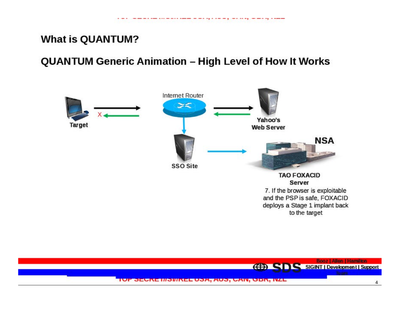 TOP SECRET//SI//REL USA, AUS, CAN, GBR, NZL
What is QUANTUM?
QUANTUM Generic Animation – High Level of How It Works
Internet Router
X
Target
Yahoo's
Web Server
NSA
SSO Site
TAO FOXACID
Server
7. If the browser is exploitable
and the PSP is safe, FOXACID
deploys a Stage 1 implant back
to the target
SDS
SIGINT | Development | Support
TOP SECRET//SI//REL USA, AUS, CAN, GBR, NZL
4